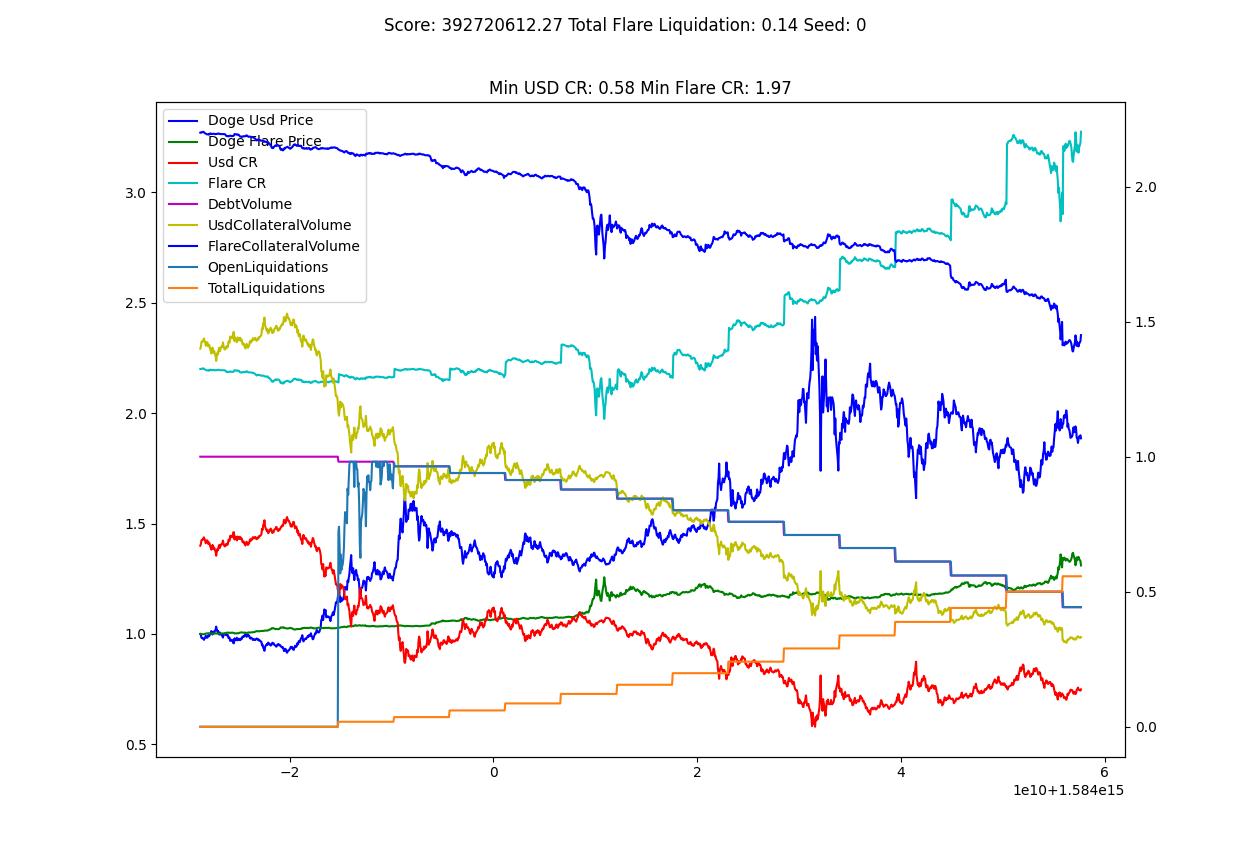 Score: 392720612.27 Total Flare Liquidation: 0.14 Seed: 0
Min USD CR: 0.58 Min Flare CR: 1.97
Doge Usd Price
Doge Flare Price
Usd CR
Flare CR
DebtVolume
UsdCollateralVolume
FlareCollateralVolume
OpenLiquidations
TotalLiquidations
3.0
2.5
2.0
1.5
1.0
0.5
2.0
1.5
1.0
0.5
0.0
−2
0
2
4
6
1e10+1.584e15